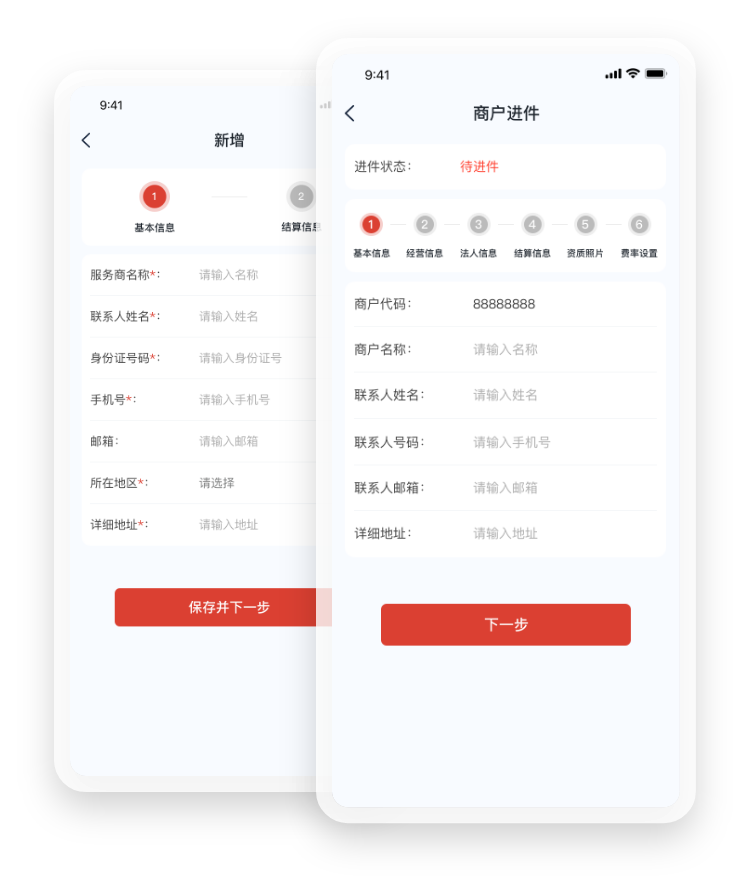 9:41
新增
1
2
基本信息
结算信息
服务商名称*: 请输入名称
联系人姓名*: 请输入姓名
身份证号码*: 请输入身份证号
手机号*: 请输入手机号
邮箱: 请输入邮箱
所在地区*: 请选择
详细地址*: 请输入地址
保存并下一步
9:41
商户进件
进件状态: 待进件
1 2 3 4 5 6
基本信息 经营信息 法人信息 结算信息 资质照片 费率设置
商户代码: 88888888
商户名称: 请输入名称
联系人姓名: 请输入姓名
联系人号码: 请输入手机号
联系人邮箱: 请输入邮箱
详细地址: 请输入地址
下一步